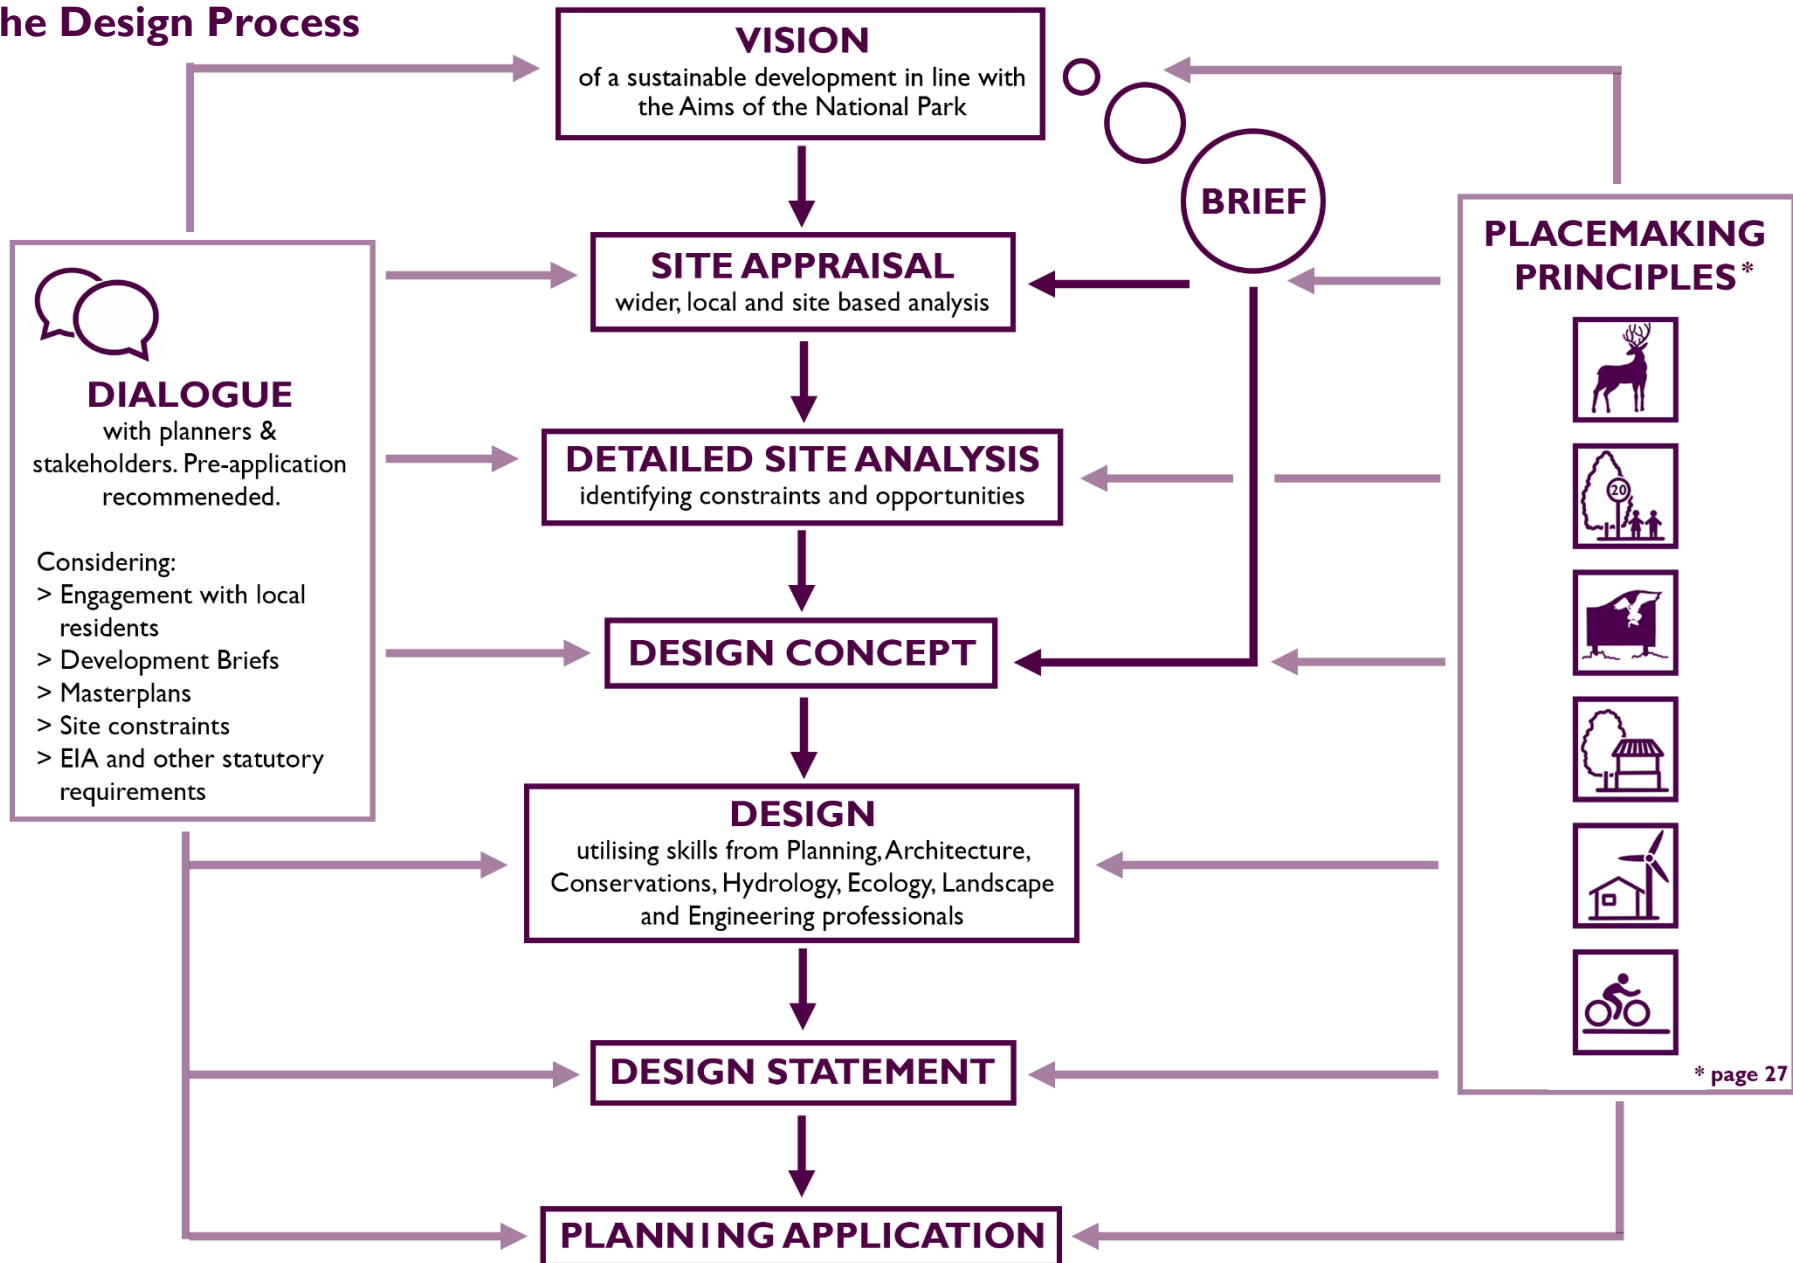 he Design Process
VISION
of a sustainable development in line with
the Aims of the National Park
BRIEF
SITE APPRAISAL
wider, local and site based analysis
DETAILED SITE ANALYSIS
identifying constraints and opportunities
DESIGN CONCEPT
DESIGN
utilising skills from Planning, Architecture,
Conservations, Hydrology, Ecology, Landscape
and Engineering professionals
DESIGN STATEMENT
PLANNING APPLICATION
DIALOGUE
with planners &
stakeholders. Pre-application
recommeneded.
Considering:
> Engagement with local
residents
> Development Briefs
> Masterplans
> Site constraints
> EIA and other statutory
requirements
PLACEMAKING
PRINCIPLES*
20
* page 27